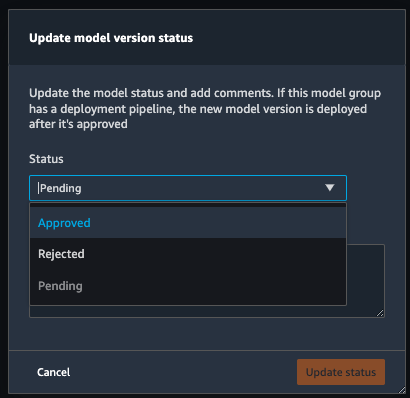 Update model version status
Update the model status and add comments. If this model group
has a deployment pipeline, the new model version is deployed
after it's approved
Status
Pending
Approved
Rejected
Pending
Cancel
Update status